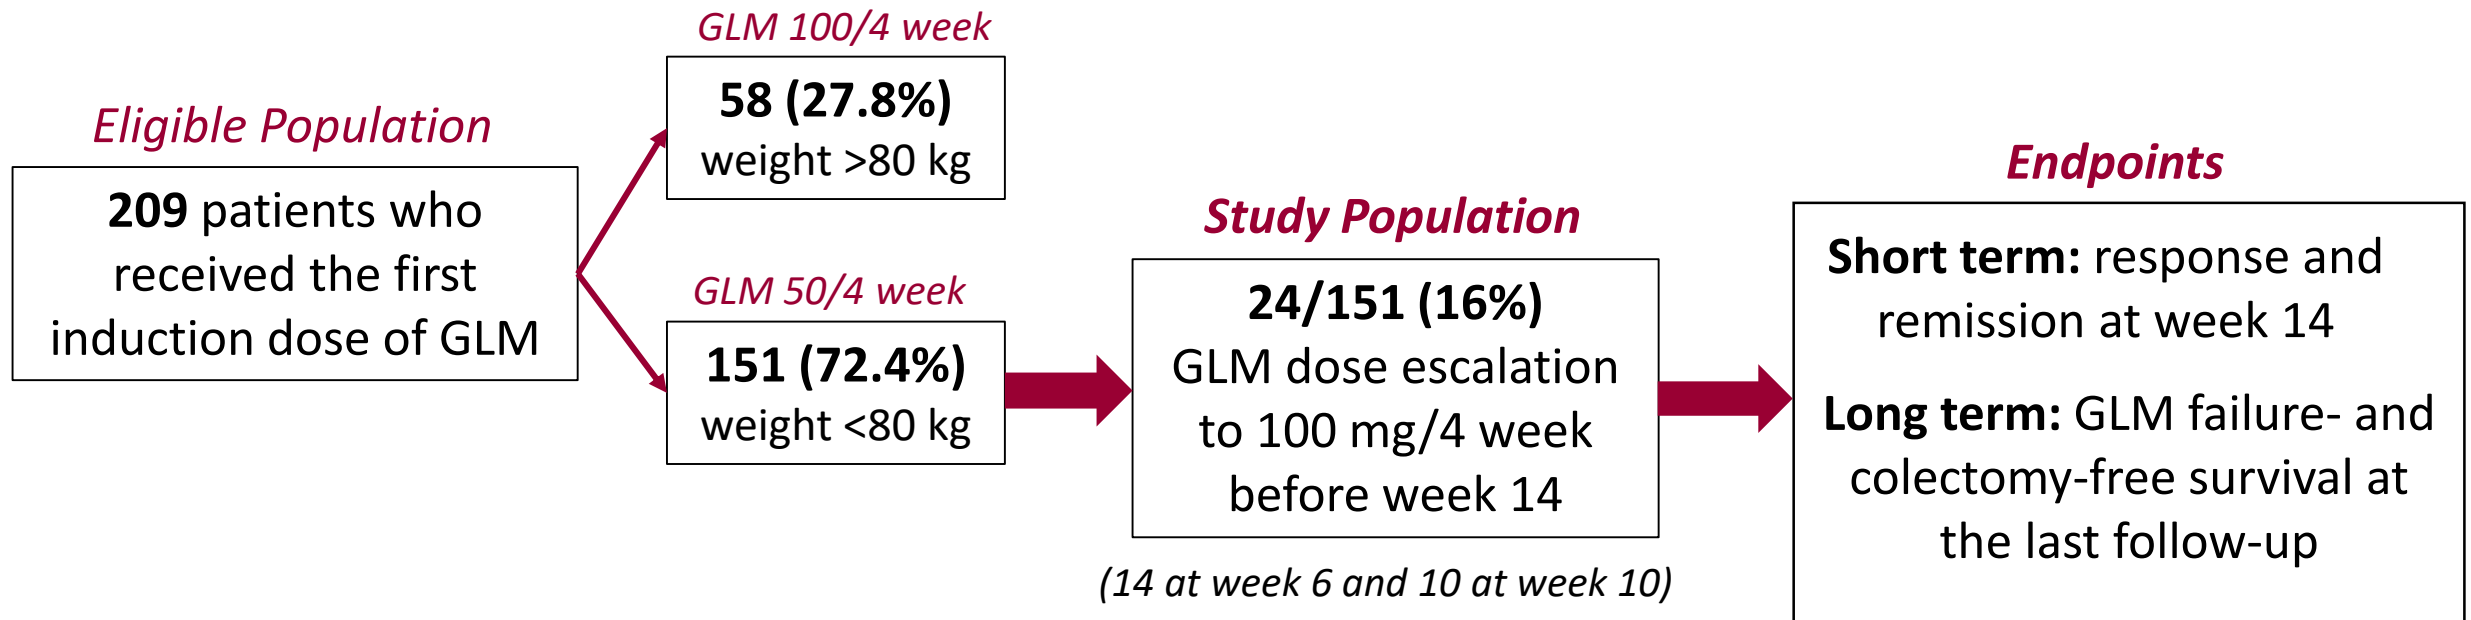 Eligible Population
209 patients who
received the first
induction dose of GLM
GLM 100/4 week
58 (27.8%)
weight >80 kg
GLM 50/4 week
151 (72.4%)
weight <80 kg
Study Population
24/151 (16%)
GLM dose escalation
to 100 mg/4 week
before week 14
(14 at week 6 and 10 at week 10)
Endpoints
Short term: response and
remission at week 14
Long term: GLM failure- and
colectomy-free survival at
the last follow-up